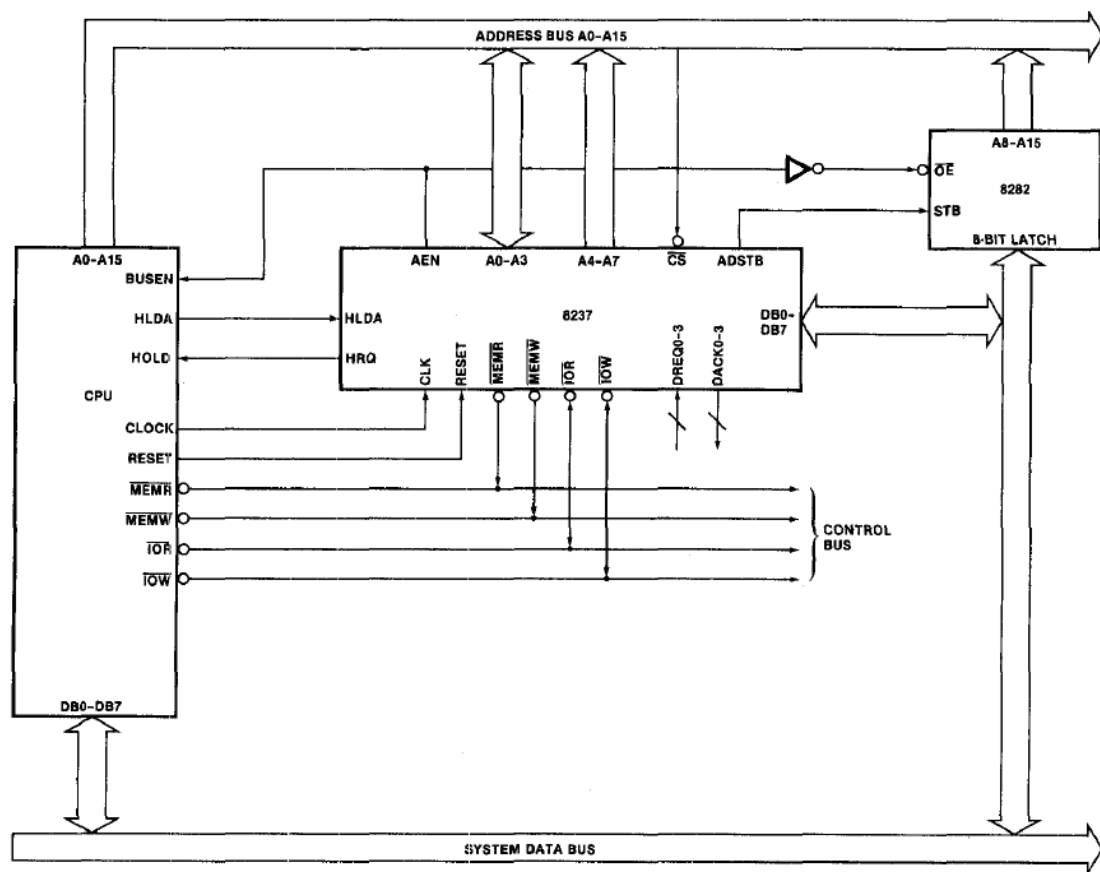 ADDRESS BUS A0–A15
A8–A15
OE
8282
STB
8-BIT LATCH
A0–A15
BUSEN
HLDA
HOLD
CPU
CLOCK
RESET
MEMR
MEMW
IOR
IOW
DB0–DB7
AEN
A0–A3
A4–A7
CS
ADSTB
HLDA
8237
DB0–
DB7
HRQ
CLK
RESET
MEMR
MEMW
IOR
IOW
DREQ0-3
DACK0-3
CONTROL
BUS
SYSTEM DATA BUS